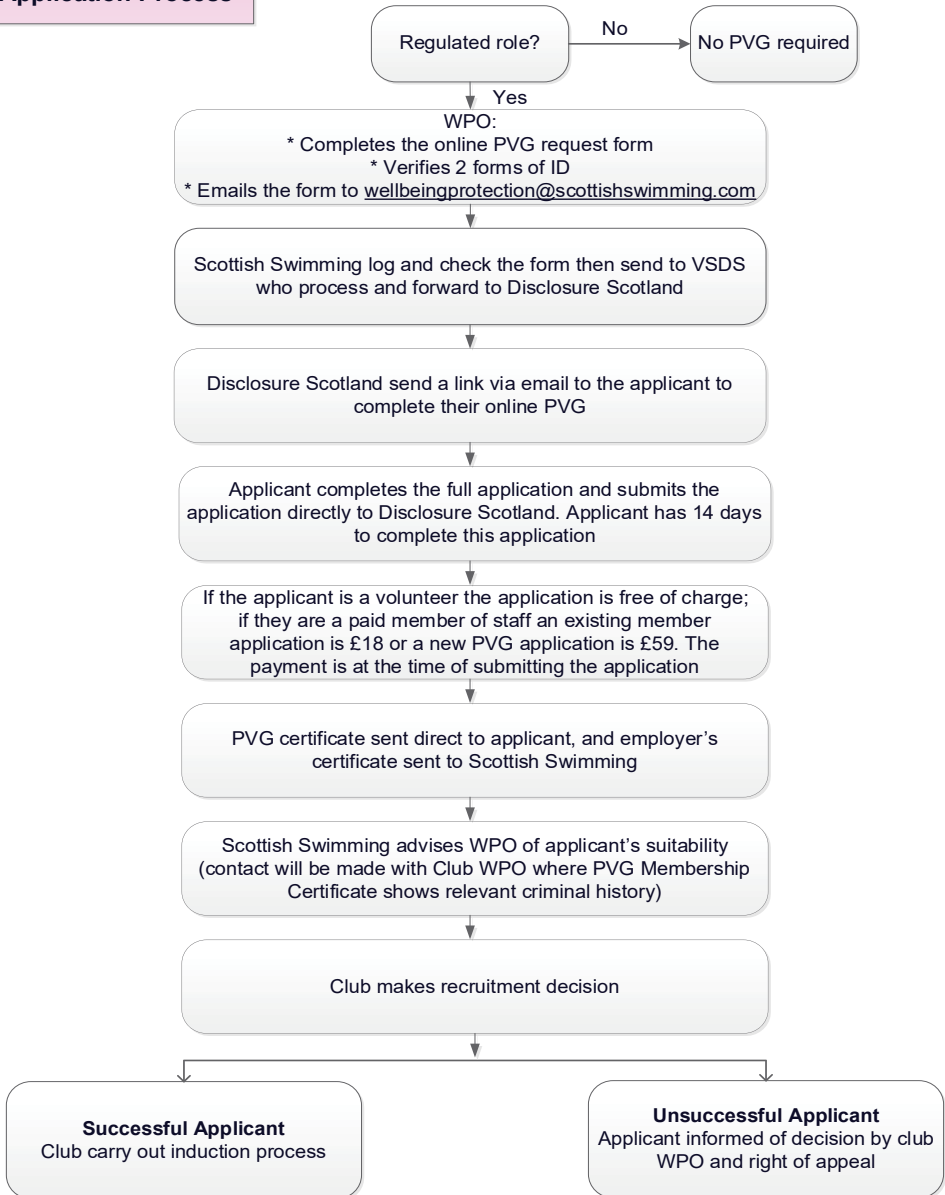 Application Process
Regulated role?
No
No PVG required
Yes
WPO:
* Completes the online PVG request form
* Verifies 2 forms of ID
* Emails the form to wellbeingprotection@scottishswimming.com
Scottish Swimming log and check the form then send to VSDS
who process and forward to Disclosure Scotland
Disclosure Scotland send a link via email to the applicant to
complete their online PVG
Applicant completes the full application and submits the
application directly to Disclosure Scotland. Applicant has 14 days
to complete this application
If the applicant is a volunteer the application is free of charge;
if they are a paid member of staff an existing member
application is £18 or a new PVG application is £59. The
payment is at the time of submitting the application
PVG certificate sent direct to applicant, and employer’s
certificate sent to Scottish Swimming
Scottish Swimming advises WPO of applicant’s suitability
(contact will be made with Club WPO where PVG Membership
Certificate shows relevant criminal history)
Club makes recruitment decision
Successful Applicant
Club carry out induction process
Unsuccessful Applicant
Applicant informed of decision by club
WPO and right of appeal